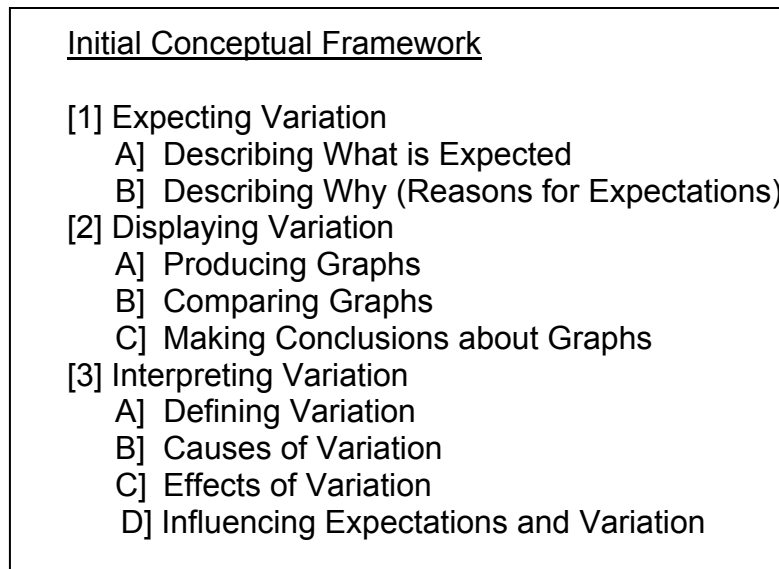 Initial Conceptual Framework
[1] Expecting Variation
A] Describing What is Expected
B] Describing Why (Reasons for Expectations)
[2] Displaying Variation
A] Producing Graphs
B] Comparing Graphs
C] Making Conclusions about Graphs
[3] Interpreting Variation
A] Defining Variation
B] Causes of Variation
C] Effects of Variation
D] Influencing Expectations and Variation